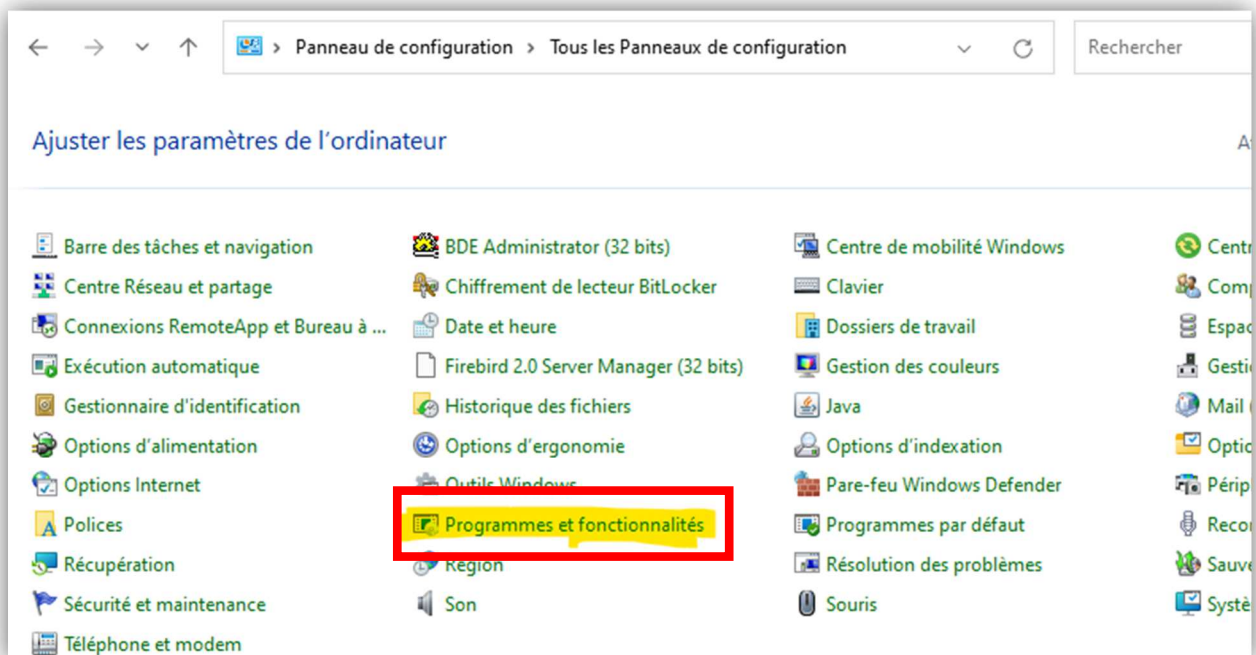 Panneau de configuration > Tous les Panneaux de configuration
Rechercher
Ajuster les paramètres de l'ordinateur
Barre des tâches et navigation
BDE Administrator (32 bits)
Centre de mobilité Windows
Centre Réseau et partage
Chiffrement de lecteur BitLocker
Clavier
Connexions RemoteApp et Bureau à ...
Date et heure
Dossiers de travail
Exécution automatique
Firebird 2.0 Server Manager (32 bits)
Gestion des couleurs
Gestionnaire d'identification
Historique des fichiers
Java
Mail
Options d'alimentation
Options d'ergonomie
Options d'indexation
Options Internet
Outils Windows
Pare-feu Windows Defender
Polices
Programmes et fonctionnalités
Programmes par défaut
Récupération
Région
Résolution des problèmes
Sécurité et maintenance
Son
Souris
Téléphone et modem